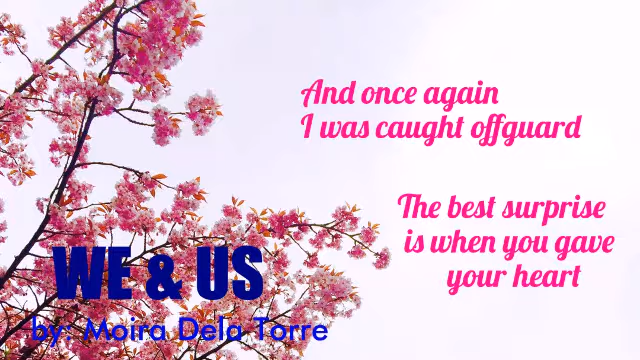 And once again
I was caught offguard
The best surprise
is when you gave
your heart
WE & US
by: Moira Dela Torre